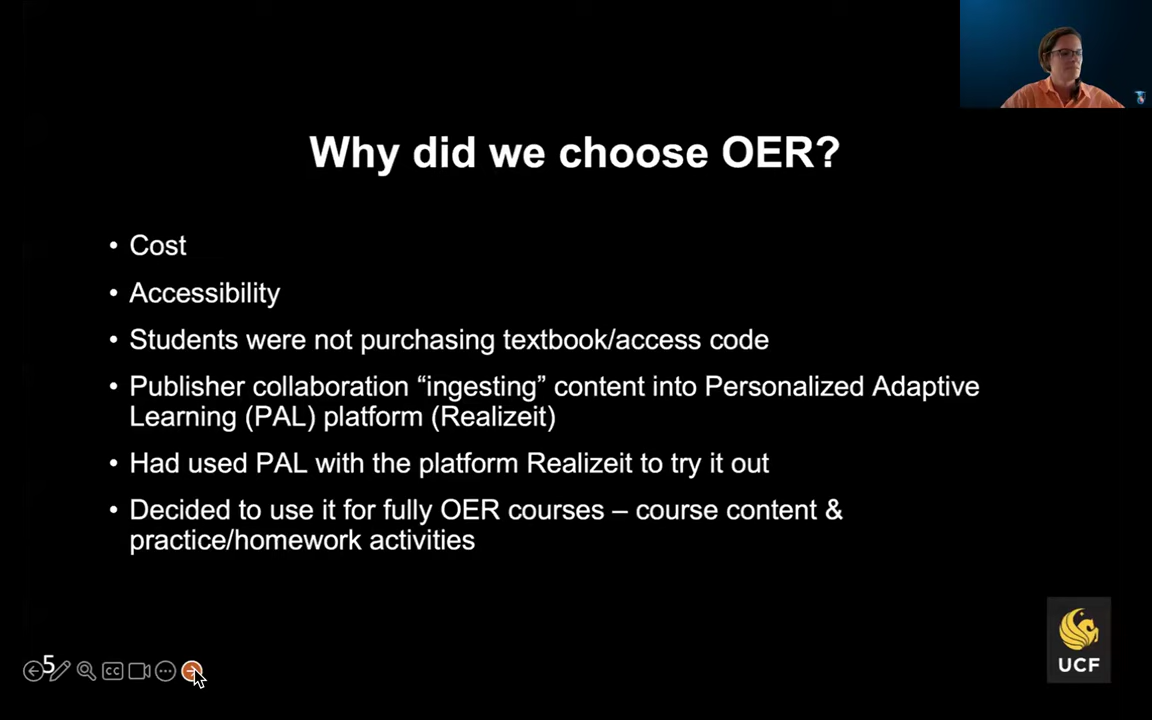 Why did we choose OER?
• Cost
• Accessibility
• Students were not purchasing textbook/access code
• Publisher collaboration “ingesting” content into Personalized Adaptive
Learning (PAL) platform (Realizeit)
• Had used PAL with the platform Realizeit to try it out
• Decided to use it for fully OER courses – course content &
practice/homework activities
5
CC
UCF